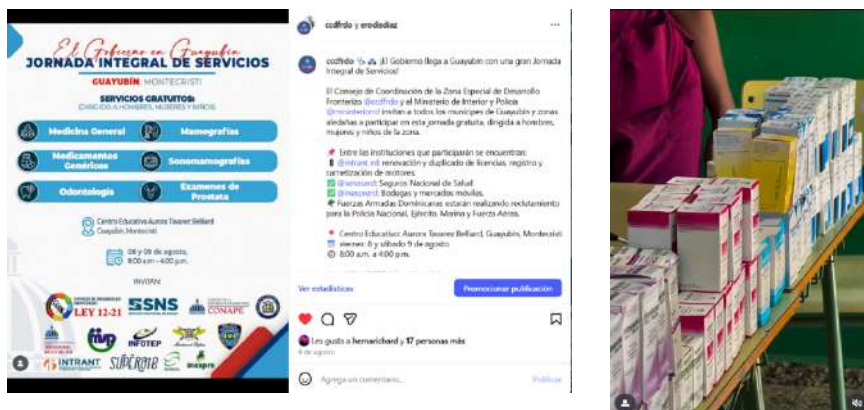 El Gobierno en Guayubín
JORNADA INTEGRAL DE SERVICIOS
GUAYUBÍN, MONTECRISTI
SERVICIOS GRATUITOS:
(DIRIGIDO A HOMBRES, MUJERES Y NIÑOS)
Medicina General
Mamografías
Medicamentos Genéricos
Sonomamografías
Odontología
Examenes de Prostata
Centro Educativo Aurora Tavarez Belliard
Guayubín, Montecristi
08 y 09 de agosto,
8:00 a.m - 4:00 p.m.
INVITAN:
LEY 12-21
SNS
CONAPE
INFOTEP
INTRANT
SUPÉRATE
inespre
ccdfrdo y erodisdiaz
ccdfrdo ¡El Gobierno llega a Guayubín con una gran Jornada
Integral de Servicios!
El Consejo de Coordinación de la Zona Especial de Desarrollo
Fronterizo @ccdfrdo y el Ministerio de Interior y Policía
invitan a todos los munícipes de Guayubín y zonas
aledañas a participar en esta jornada gratuita, dirigida a hombres,
mujeres y niños de la zona.
Entre las instituciones que participarán se encuentran:
@intrant_rd: renovación y duplicado de licencias, registro y
carnetización de motores.
@senasard: Seguros Nacional de Salud
Bodegas y mercados móviles.
Fuerzas Armadas Dominicanas estarán realizando reclutamiento
para la Policía Nacional, Ejército, Marina y Fuerza Aérea.
Centro Educativo: Aurora Tavarez Belliard, Guayubín, Montecristi
viernes: 8 y sábado 9 de agosto
8:00 a.m. a 4:00 p.m.
Ver estadísticas
Promocionar publicación
Les gusta a hernarichard y 17 personas más
de agosto
Agrega un comentario...
Publicar